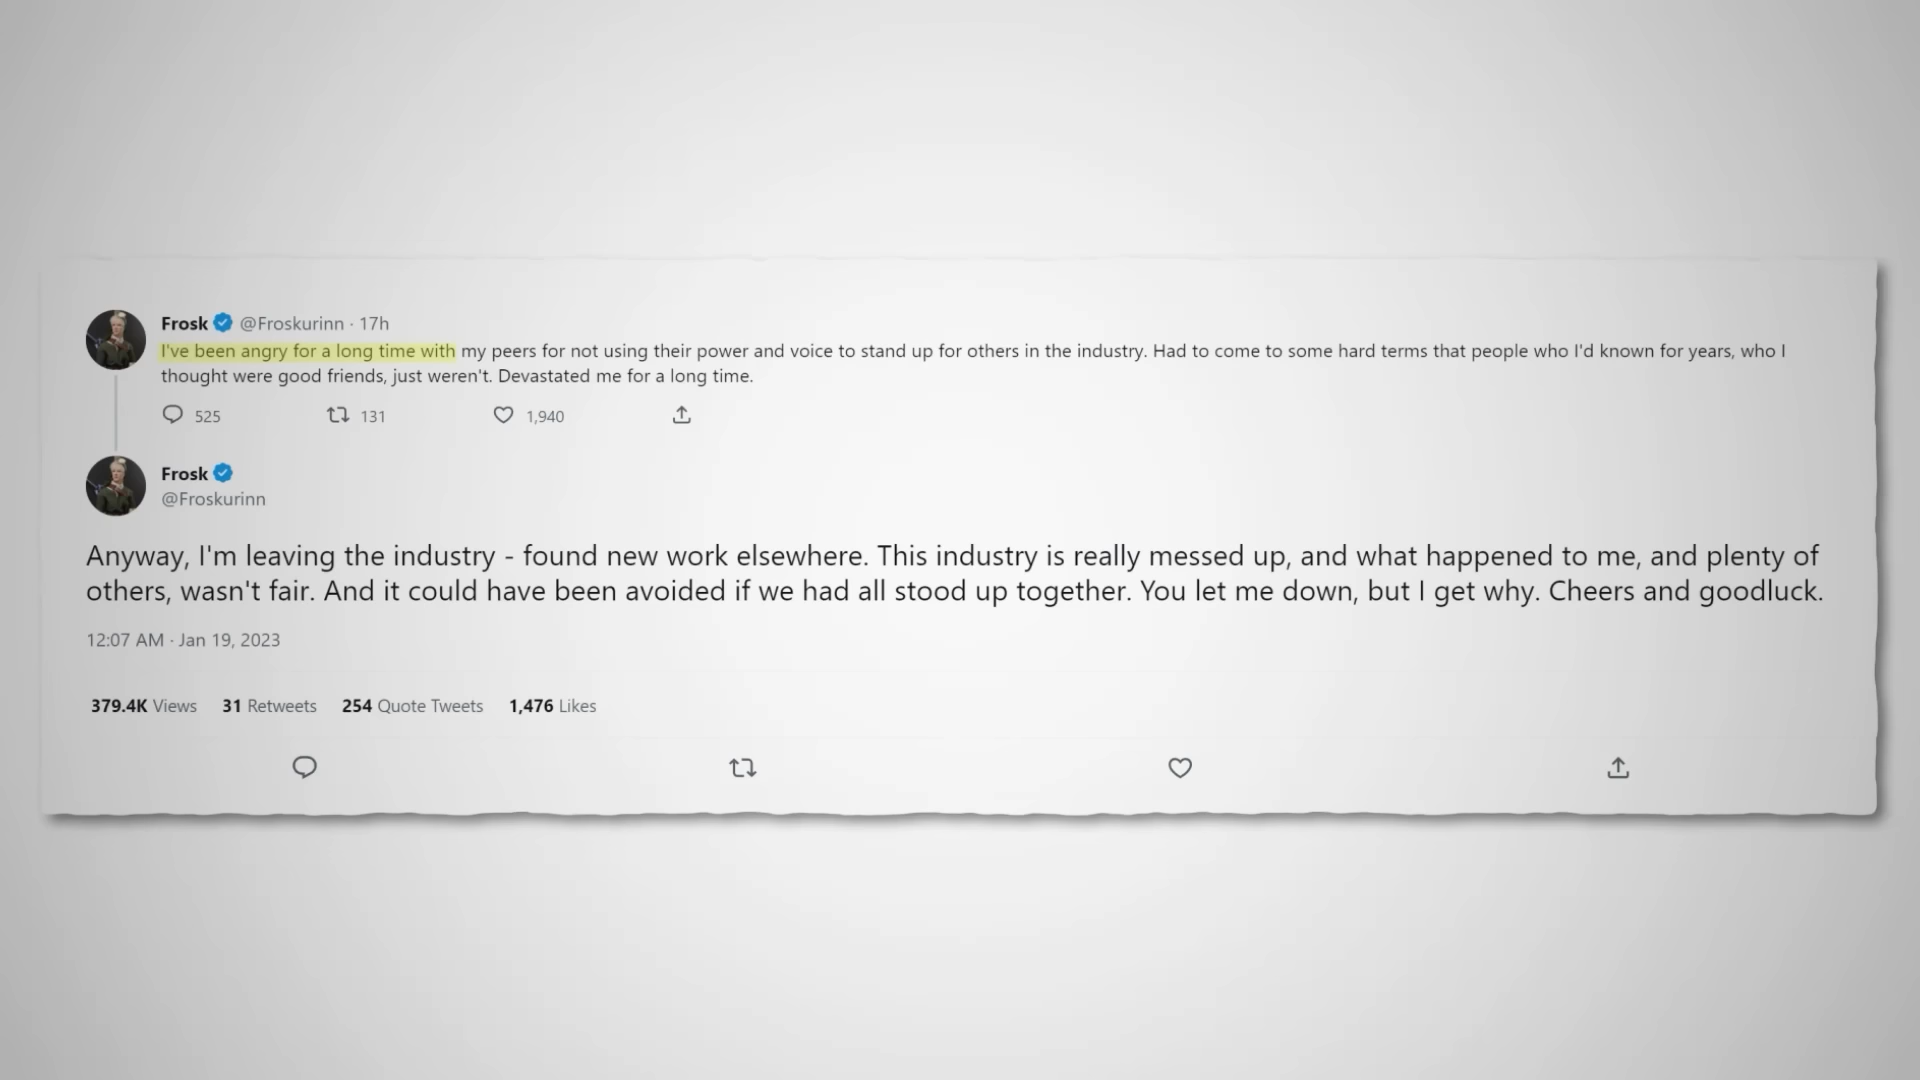 Frosk @Froskurinn · 17h
I've been angry for a long time with my peers for not using their power and voice to stand up for others in the industry. Had to come to some hard terms that people who I'd known for years, who I
thought were good friends, just weren't. Devastated me for a long time.
525 131 1,940
Frosk
@Froskurinn
Anyway, I'm leaving the industry - found new work elsewhere. This industry is really messed up, and what happened to me, and plenty of
others, wasn't fair. And it could have been avoided if we had all stood up together. You let me down, but I get why. Cheers and goodluck.
12:07 AM · Jan 19, 2023
379.4K Views 31 Retweets 254 Quote Tweets 1,476 Likes